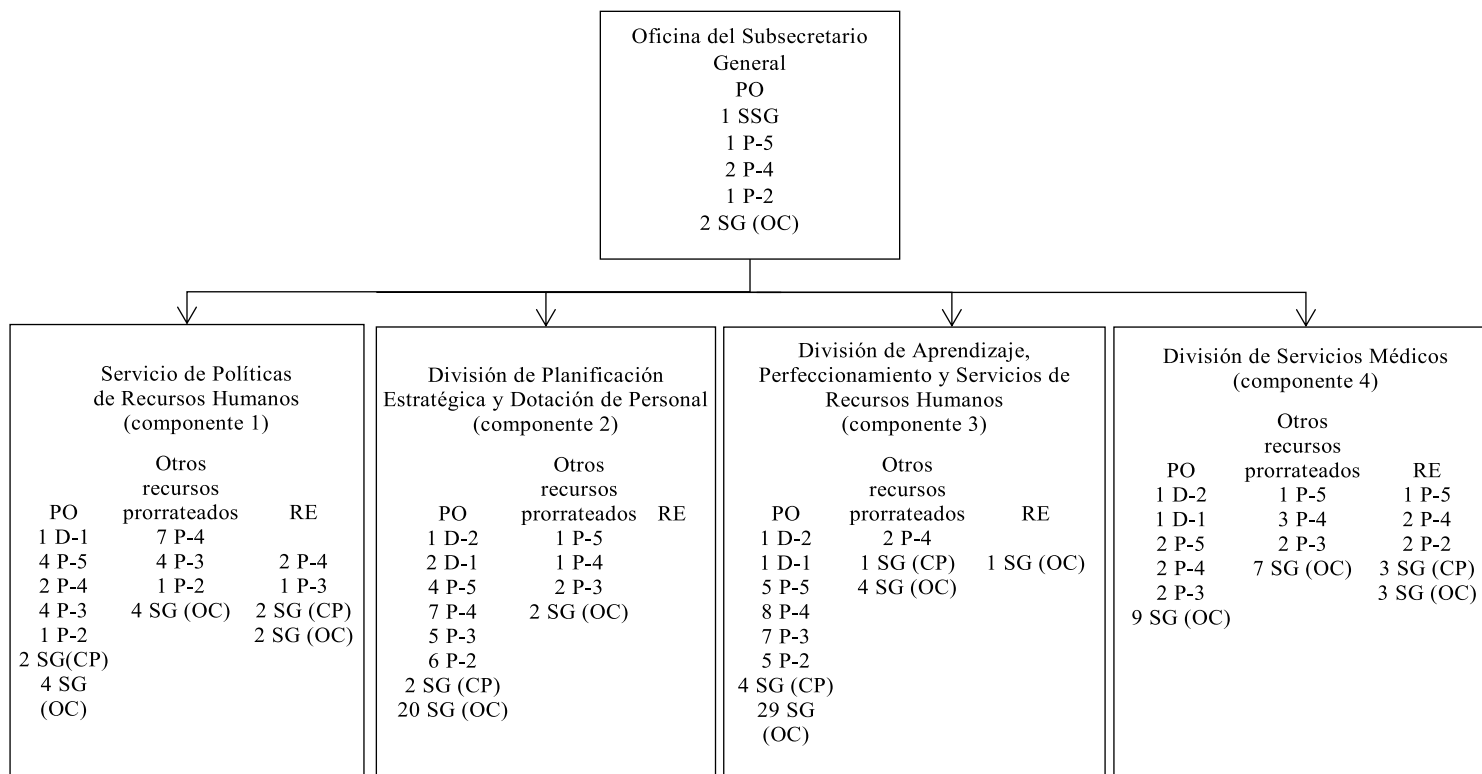 Oficina del Subsecretario
General
PO
1 SSG
1 P-5
2 P-4
1 P-2
2 SG (OC)
Servicio de Políticas
de Recursos Humanos
(componente 1)
PO
1 D-1
4 P-5
2 P-4
4 P-3
1 P-2
2 SG(CP)
4 SG
(OC)
Otros
recursos
prorrateados
7 P-4
4 P-3
1 P-2
4 SG (OC)
RE
2 P-4
1 P-3
2 SG (CP)
2 SG (OC)
División de Planificación
Estratégica y Dotación de Personal
(componente 2)
PO
1 D-2
2 D-1
4 P-5
7 P-4
5 P-3
6 P-2
2 SG (CP)
20 SG (OC)
Otros
recursos
prorrateados
1 P-5
1 P-4
2 P-3
2 SG (OC)
RE
División de Aprendizaje,
Perfeccionamiento y Servicios de
Recursos Humanos
(componente 3)
PO
1 D-2
1 D-1
5 P-5
8 P-4
7 P-3
5 P-2
4 SG (CP)
29 SG
(OC)
Otros
recursos
prorrateados
2 P-4
1 SG (CP)
4 SG (OC)
RE
1 SG (OC)
División de Servicios Médicos
(componente 4)
PO
1 D-2
1 D-1
2 P-5
2 P-4
2 P-3
9 SG (OC)
Otros
recursos
prorrateados
1 P-5
3 P-4
2 P-3
7 SG (OC)
RE
1 P-5
2 P-4
2 P-2
3 SG (CP)
3 SG (OC)